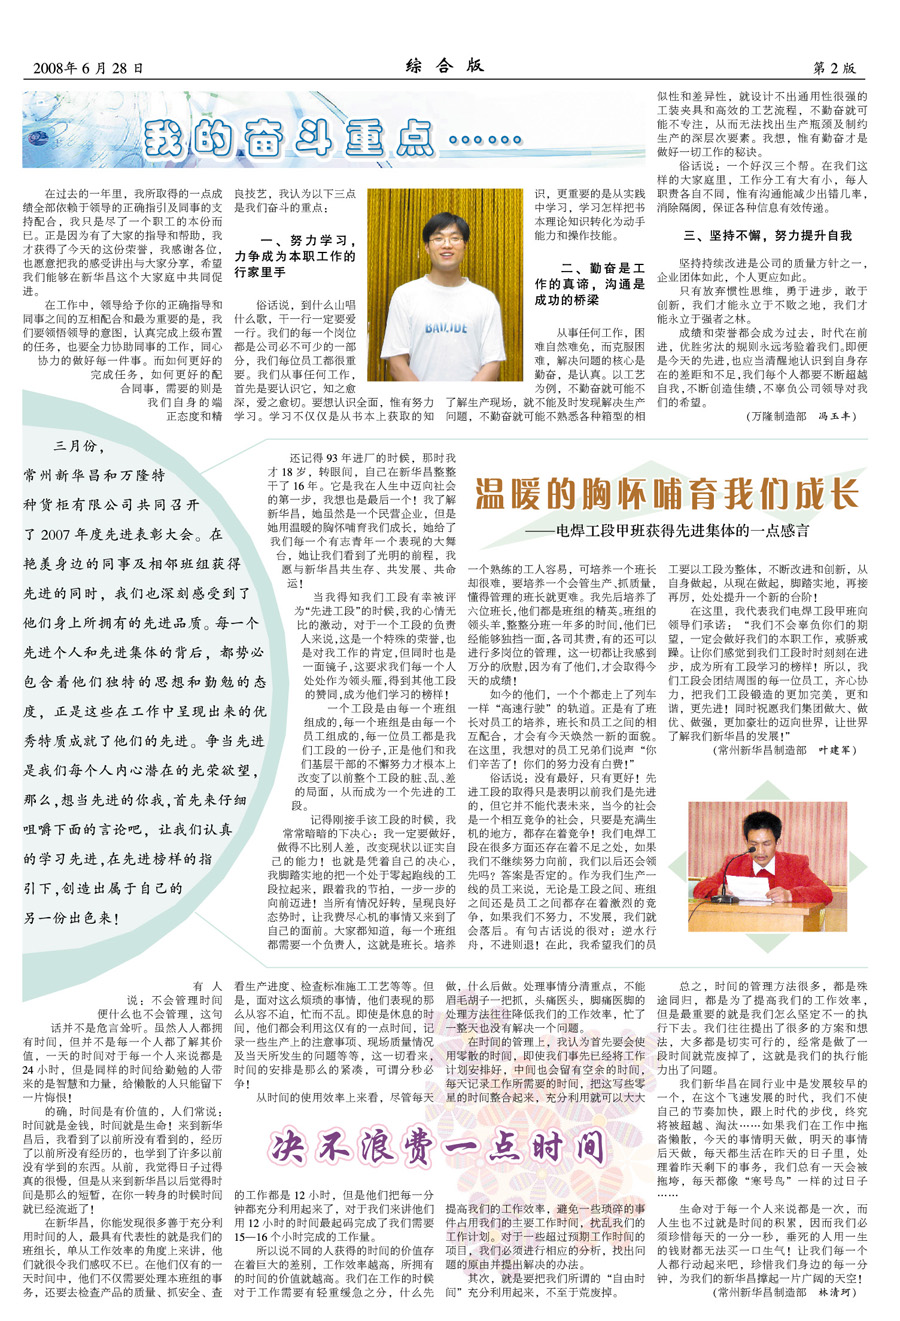 2008年6月28日
综合版
第2版
我的奋斗重点……
在过去的一年里，我所取得的一点成
绩全部依赖于领导的正确指引及同事的支
持配合，我只是尽了一个职工的本份而
已。正是因为有了大家的指导和帮助，我
才获得了今天的这份荣誉，我感谢各位，
也愿意把我的感受讲出与大家分享，希望
我们能够在新华昌这个大家庭中共同促
进。
在工作中，领导给予你的正确指导和
同事之间的互相配合和最为重要的是，我
们要领悟领导的意图，认真完成上级布置
的任务，也要全力协助同事的工作，同心
协力的做好每一件事。而如何更好的
完成任务，如何更好的配
合同事，需要的则是
我们自身的端
正态度和精
良技艺，我认为以下三点
是我们奋斗的重点：
一、努力学习，
力争成为本职工作的
行家里手
俗话说，到什么山唱
什么歌，干一行一定要爱
一行。我们的每一个岗位
都是公司必不可少的一部
分，我们每位员工都很重
要。我们从事任何工作，
首先是要认识它，知之愈
深，爱之愈切。要想认识全面，惟有努力
学习。学习不仅仅是从书本上获取的知
识，更重要的是从实践
中学习，学习怎样把书
本理论知识转化为动手
能力和操作技能。
二、勤奋是工
作的真谛，沟通是
成功的桥梁
从事任何工作，困
难自然难免，而克服困
难，解决问题的核心是
勤奋，是认真。以工艺
为例，不勤奋就可能不
了解生产现场，就不能及时发现解决生产
问题，不勤奋就可能不熟悉各种箱型的相
似性和差异性，就设计不出通用性很强的
工装夹具和高效的工艺流程，不勤奋就可
能不专注，从而无法找出生产瓶颈及制约
生产的深层次要素。我想，惟有勤奋才是
做好一切工作的秘诀。
俗话说：一个好汉三个帮。在我们这
样的大家庭里，工作分工有大有小，每人
职责各自不同，惟有沟通能减少出错几率，
消除隔阂，保证各种信息有效传递。
三、坚持不懈，努力提升自我
坚持持续改进是公司的质量方针之一，
企业团体如此，个人更应如此。
只有放弃惯性思维，勇于进步，敢于
创新，我们才能永立于不败之地，我们才
能永立于强者之林。
成绩和荣誉都会成为过去，时代在前
进，优胜劣汰的规则永远考验着我们。即便
是今天的先进，也应当清醒地认识到自身存
在的差距和不足，我们每个人都要不断超越
自我，不断创造佳绩，不辜负公司领导对我
们的希望。
(万隆制造部　冯玉丰)
三月份，
常州新华昌和万隆特
种货柜有限公司共同召开
了2007年度先进表彰大会。在
艳羡身边的同事及相邻班组获得
先进的同时，我们也深刻感受到了
他们身上所拥有的先进品质。每一个
先进个人和先进集体的背后，都势必
包含着他们独特的思想和勤勉的态
度，正是这些在工作中呈现出来的优
秀特质成就了他们的先进。争当先进
是我们每个人内心潜在的光荣欲望，
那么，想当先进的你我，首先来仔细
咀嚼下面的言论吧，让我们认真
的学习先进，在先进榜样的指
引下，创造出属于自己的
另一份出色来！
温暖的胸怀哺育我们成长
——电焊工段甲班获得先进集体的一点感言
还记得93年进厂的时候，那时我
才18岁，转眼间，自己在新华昌整整
干了16年。它是我在人生中迈向社会
的第一步，我想也是最后一个！我了解
新华昌，她虽然是一个民营企业，但是
她用温暖的胸怀哺育我们成长，她给了
我们每一个有志青年一个表现的大舞
台，她让我们看到了光明的前程，我
愿与新华昌共生存、共发展、共命
运！
当我得知我们工段有幸被评
为“先进工段”的时候，我的心情无
比的激动，对于一个工段的负责
人来说，这是一个特殊的荣誉，也
是对我工作的肯定，但同时也是
一面镜子，这要求我们每一个人
处处作为领头雁，得到其他工段
的赞同，成为他们学习的榜样！
一个工段是由每一个班组
组成的，每一个班组是由每一个
员工组成的，每一位员工都是我
们工段的一份子，正是他们和我
们基层干部的不懈努力才根本上
改变了以前整个工段的脏、乱、差
的局面，从而成为一个先进的工
段。
记得刚接手该工段的时候，我
常常暗暗的下决心：我一定要做好，
做得不比别人差，改变现状以证实自
己的能力！也就是凭着自己的决心，
我脚踏实地的把一个处于零起跑线的工
段拉起来，跟着我的节拍，一步一步的
向前迈进！当所有情况好转，呈现良好
态势时，让我费尽心机的事情又来到了
自己的面前。大家都知道，每一个班组
都需要一个负责人，这就是班长。培养
一个熟练的工人容易，可培养一个班长
却很难，要培养一个会管生产、抓质量，
懂得管理的班长就更难。我先后培养了
六位班长，他们都是班组的精英。班组的
领头羊，整整分班一年多的时间，他们已
经能够独挡一面，各司其责，有的还可以
进行多岗位的管理，这一切都让我感到
万分的欣慰，因为有了他们，才会取得今
天的成绩！
如今的他们，一个个都走上了列车
一样“高速行驶”的轨道。正是有了班
长对员工的培养，班长和员工之间的相
互配合，才会有今天焕然一新的面貌。
在这里，我想对的员工兄弟们说声“你
们辛苦了！你们的努力没有白费！”
俗话说：没有最好，只有更好！先
进工段的取得只是表明以前我们是先进
的，但它并不能代表未来，当今的社会
是一个相互竞争的社会，只要是充满生
机的地方，都存在着竞争！我们电焊工
段在很多方面还存在着不足之处，如果
我们不继续努力向前，我们以后还会领
先吗？答案是否定的。作为我们生产一
线的员工来说，无论是工段之间、班组
之间还是员工之间都存在着激烈的竞
争，如果我们不努力，不发展，我们就
会落后。有句古话说的很对：逆水行
舟，不进则退！在此，我希望我们的员
工要以工段为整体，不断改进和创新，从
自身做起，从现在做起，脚踏实地，再接
再厉，处处提升一个新的台阶！
在这里，我代表我们电焊工段甲班向
领导们承诺：“我们不会辜负你们的期
望，一定会做好我们的本职工作，戒骄戒
躁。让你们感觉到我们工段时时刻刻在进
步，成为所有工段学习的榜样！所以，我
们工段会团结周围的每一位员工，齐心协
力，把我们工段锻造的更加完美，更和
谐，更先进！同时祝愿我们集团做大、做
优、做强，更加豪壮的迈向世界，让世界
了解我们新华昌的发展！”
(常州新华昌制造部　叶建军)
决不浪费一点时间
有人
说：不会管理时间
便什么也不会管理，这句
话并不是危言耸听。虽然人人都拥
有时间，但并不是每一个人都了解其价
值，一天的时间对于每一个人来说都是
24小时，但是同样的时间给勤勉的人带
来的是智慧和力量，给懒散的人只能留下
一片悔恨！
的确，时间是有价值的，人们常说：
时间就是金钱，时间就是生命！来到新华
昌后，我看到了以前所没有看到的，经历
了以前所没有经历的，也学到了许多以前
没有学到的东西。从前，我觉得日子过得
真的很慢，但是从来到新华昌以后觉得时
间是那么的短暂，在你一转身的时候时间
就已经流逝了！
在新华昌，你能发现很多善于充分利
用时间的人，最具有代表性的就是我们的
班组长，单从工作效率的角度上来讲，他
们就很令我们感叹不已。在他们仅有的一
天时间中，他们不仅需要处理本班组的事
务，还要去检查产品的质量、抓安全、查
看生产进度、检查标准施工工艺等等。但
是，面对这么烦琐的事情，他们表现的那
么从容不迫，忙而不乱。即使是休息的时
间，他们都会利用这仅有的一点时间，记
录一些生产上的注意事项、现场质量情况
及当天所发生的问题等等，这一切看来，
时间的安排是那么的紧凑，可谓分秒必
争！
从时间的使用效率上来看，尽管每天
的工作都是12小时，但是他们把每一分
钟都充分利用起来了，对于我们来讲他们
用12小时的时间最起码完成了我们需要
15—16个小时完成的工作量。
所以说不同的人获得的时间的价值存
在着巨大的差别，工作效率越高，所拥有
的时间的价值就越高。我们在工作的时候
对于工作需要有轻重缓急之分，什么先
做，什么后做。处理事情分清重点，不能
眉毛胡子一把抓，头痛医头，脚痛医脚的
处理方法往往降低我们的工作效率，忙了
一整天也没有解决一个问题。
在时间的管理上，我认为首先要会使
用零散的时间，即使我们事先已经将工作
计划安排好，中间也会留有空余的时间，
每天记录工作所需要的时间，把这写些零
星的时间整合起来，充分利用就可以大大
提高我们的工作效率，避免一些琐碎的事
件占用我们的主要工作时间，扰乱我们的
工作计划。对于一些超过预期工作时间的
项目，我们必须进行相应的分析，找出问
题的原由并提出解决的办法。
其次，就是要把我们所谓的“自由时
间”充分利用起来，不至于荒废掉。
总之，时间的管理方法很多，都是殊
途同归，都是为了提高我们的工作效率，
但是最重要的就是我们怎么坚定不一的执
行下去。我们往往提出了很多的方案和想
法，大多都是切实可行的，经常是做了一
段时间就荒废掉了，这就是我们的执行能
力出了问题。
我们新华昌在同行业中是发展较早的
一个，在这个飞速发展的时代，我们不使
自己的节奏加快，跟上时代的步伐，终究
将被超越、淘汰……如果我们在工作中拖
沓懒散，今天的事情明天做，明天的事情
后天做，每天都生活在昨天的日子里，处
理着昨天剩下的事务，我们总有一天会被
拖垮，每天都像“寒号鸟”一样的过日子
……
生命对于每一个人来说都是一次，而
人生也不过就是时间的积累，因而我们必
须珍惜每天的一分一秒，垂死的人用一生
的钱财都无法买一口生气！让我们每一个
人都行动起来吧，珍惜我们身边的每一分
钟，为我们的新华昌撑起一片广阔的天空！
(常州新华昌制造部　林清珂)